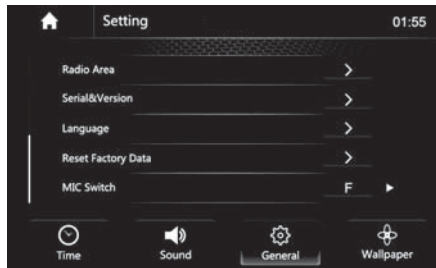 Setting 01:55
Radio Area
Serial&Version
Language
Reset Factory Data
MIC Switch F
Time Sound General Wallpaper